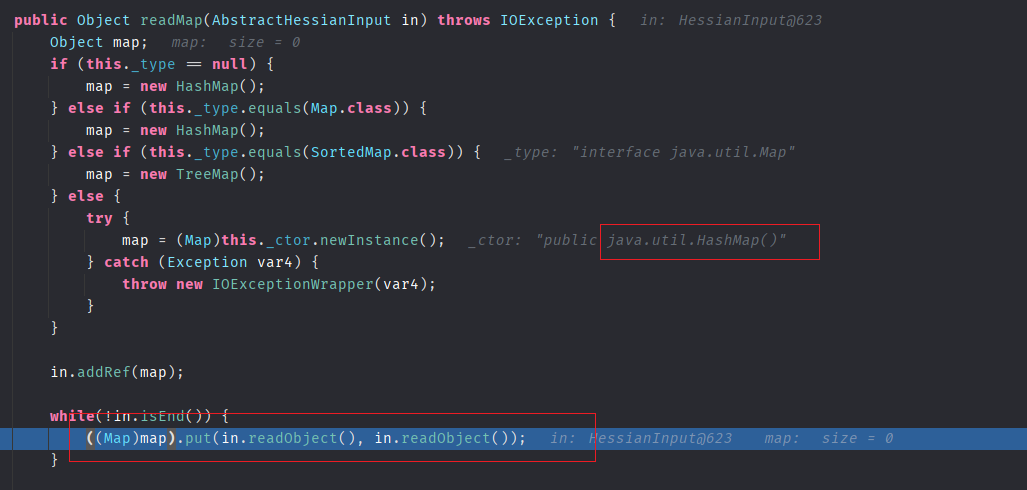 public Object readMap(AbstractHessianInput in) throws IOException {   in: HessianInput@623
Object map;   map:  size = 0
if (this._type == null) {
map = new HashMap();
} else if (this._type.equals(Map.class)) {
map = new HashMap();
} else if (this._type.equals(SortedMap.class)) {   _type: "interface java.util.Map"
map = new TreeMap();
} else {
try {
map = (Map)this._ctor.newInstance();   _ctor: "public java.util.HashMap()"
} catch (Exception var4) {
throw new IOExceptionWrapper(var4);
}
}
in.addRef(map);
while(!in.isEnd()) {
((Map)map).put(in.readObject(), in.readObject());   in: HessianInput@623   map:  size = 0
}